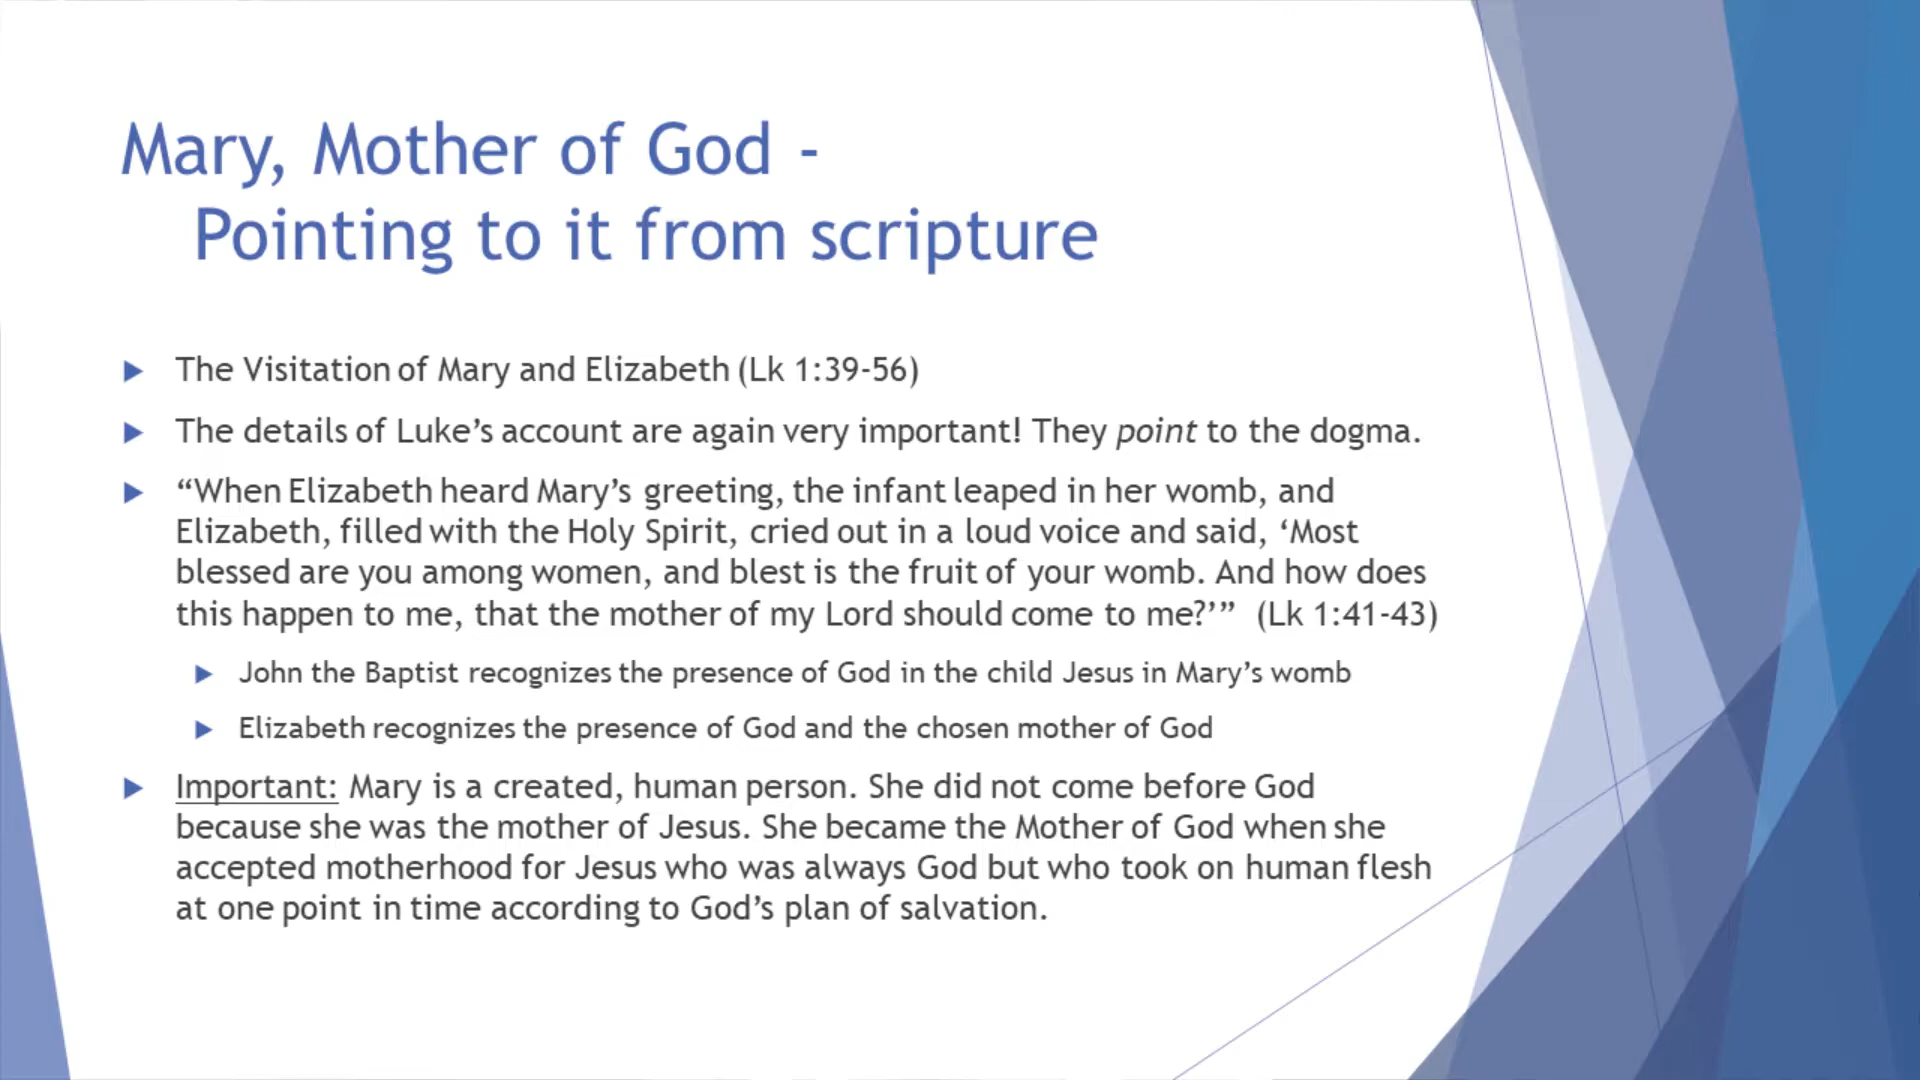 Mary, Mother of God -
Pointing to it from scripture
The Visitation of Mary and Elizabeth (Lk 1:39-56)
The details of Luke’s account are again very important! They point to the dogma.
“When Elizabeth heard Mary’s greeting, the infant leaped in her womb, and
Elizabeth, filled with the Holy Spirit, cried out in a loud voice and said, ‘Most
blessed are you among women, and blest is the fruit of your womb. And how does
this happen to me, that the mother of my Lord should come to me?’” (Lk 1:41-43)
John the Baptist recognizes the presence of God in the child Jesus in Mary’s womb
Elizabeth recognizes the presence of God and the chosen mother of God
Important: Mary is a created, human person. She did not come before God
because she was the mother of Jesus. She became the Mother of God when she
accepted motherhood for Jesus who was always God but who took on human flesh
at one point in time according to God’s plan of salvation.